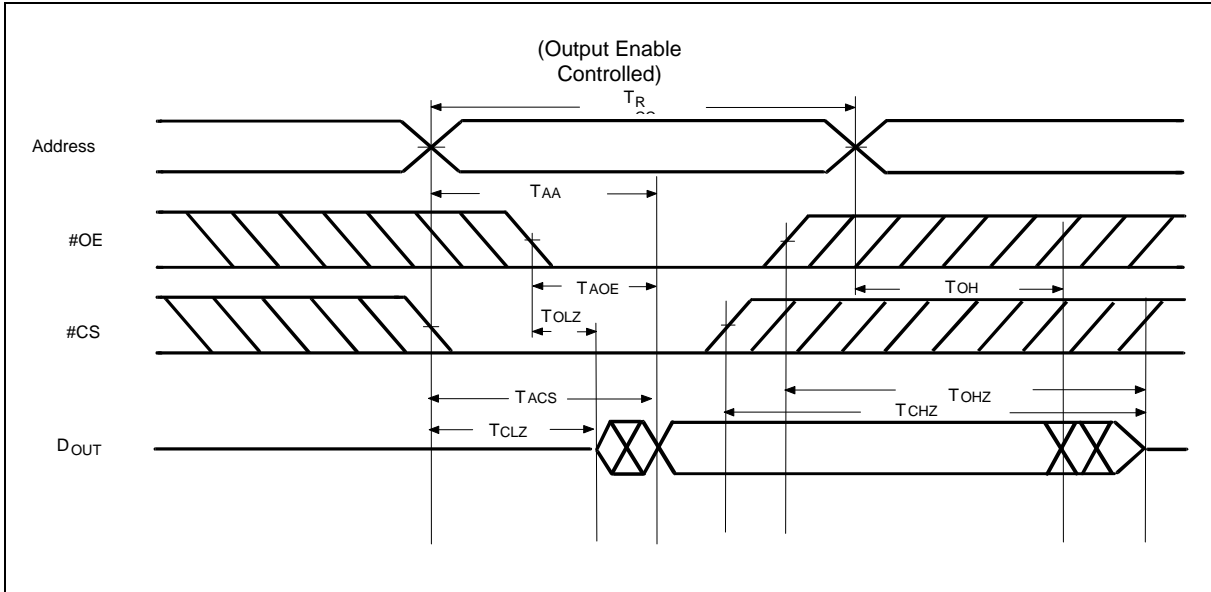 (Output Enable
Controlled)
TR
Address
TAA
#OE
TAOE
TOH
TOLZ
#CS
TOHZ
TACS
TCHZ
TCLZ
DOUT